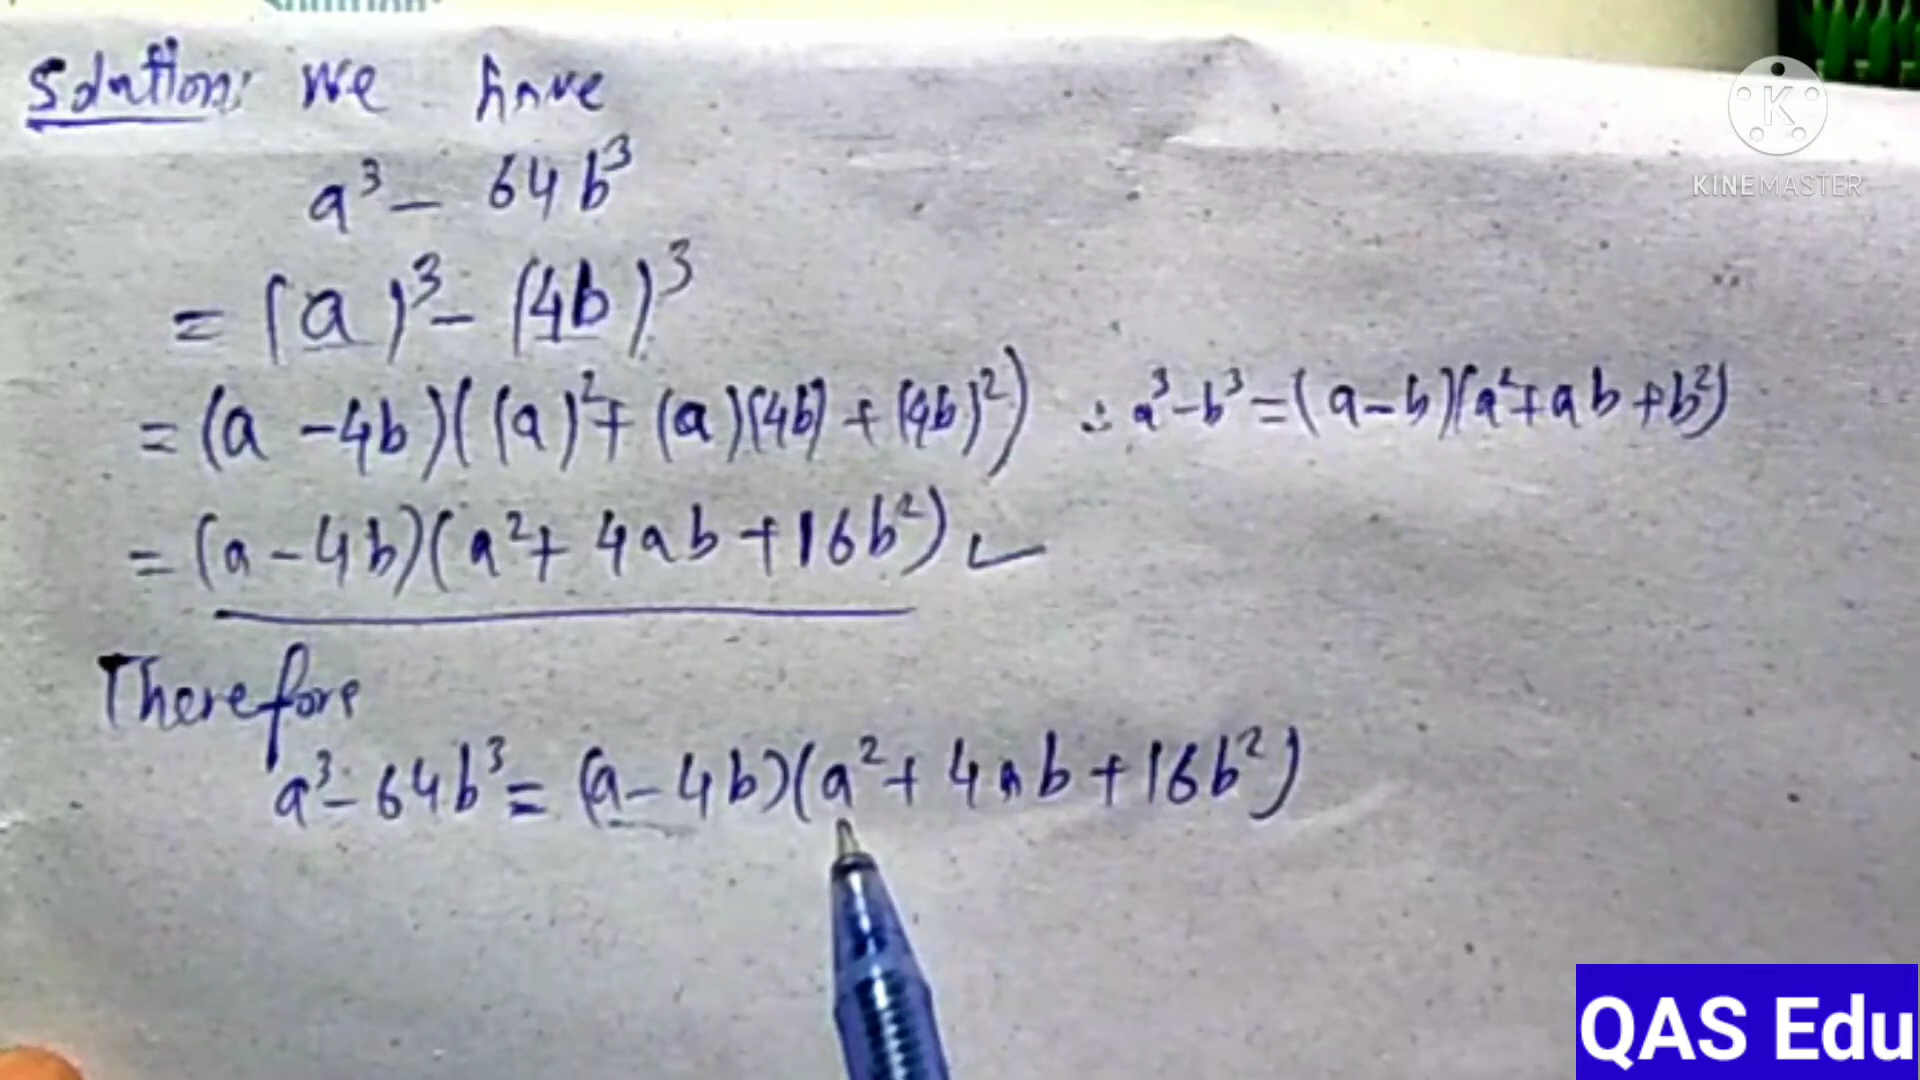 Solution: We have
a³ - 64b³
= (a)³ - (4b)³
= (a - 4b)((a)² + (a)(4b) + (4b)²) ∴ a³ - b³ = (a - b)(a² + ab + b²)
= (a - 4b)(a² + 4ab + 16b²) ✓
Therefore
a³ - 64b³ = (a - 4b)(a² + 4ab + 16b²)
KINEMASTER
QAS Edu